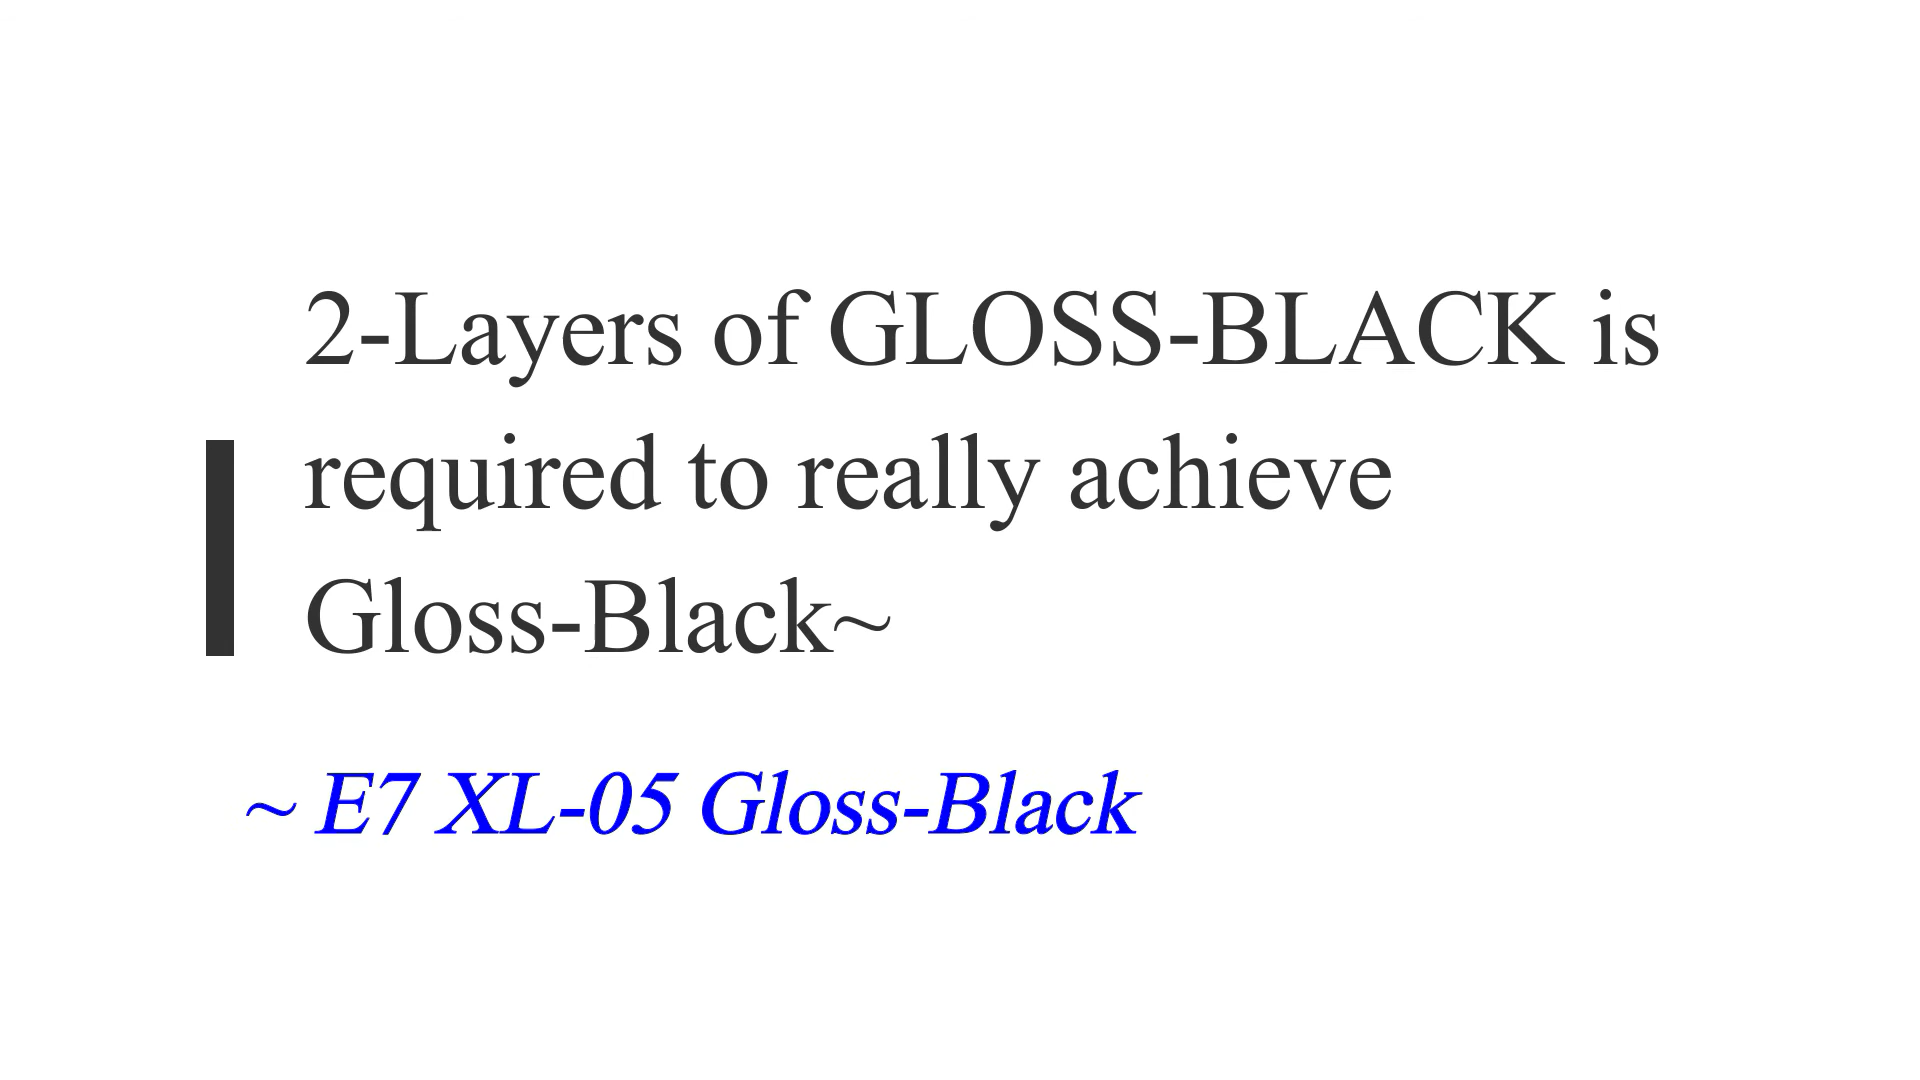 2-Layers of GLOSS-BLACK is
required to really achieve
Gloss-Black~
~ E7 XL-05 Gloss-Black